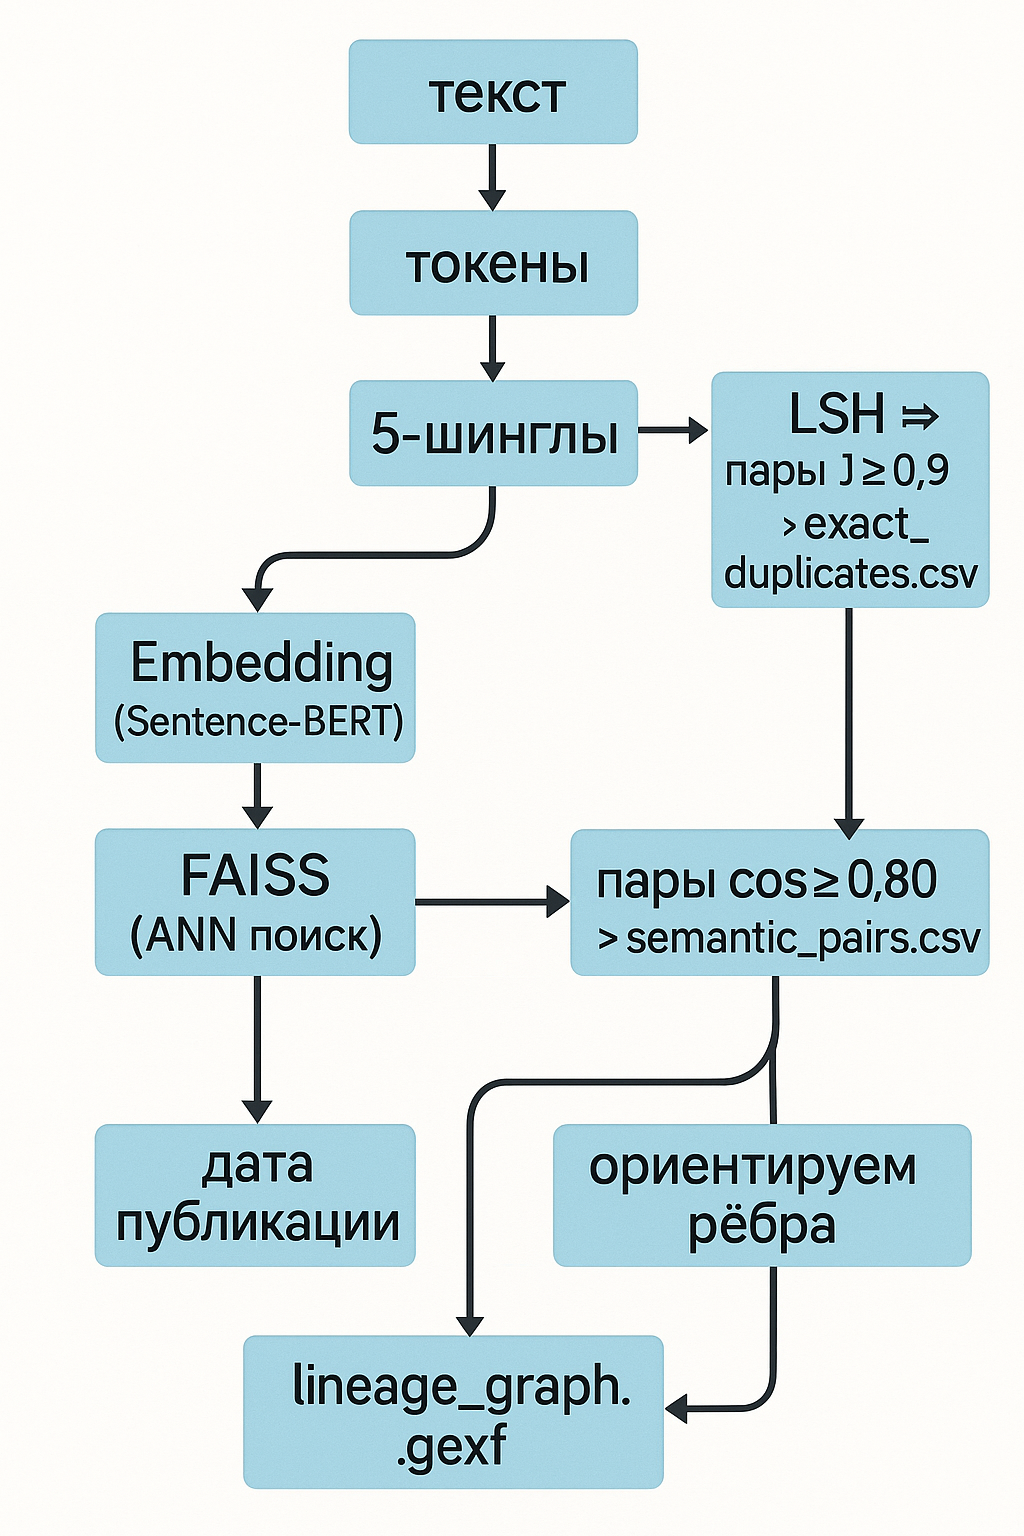 текст
токены
5-шинглы
LSH ⇒
пары J ≥ 0,9
> exact_
duplicates.csv
Embedding
(Sentence-BERT)
FAISS
(ANN поиск)
пары cos ≥ 0,80
> semantic_pairs.csv
дата
публикации
ориентируем
рёбра
lineage_graph.
.gexf